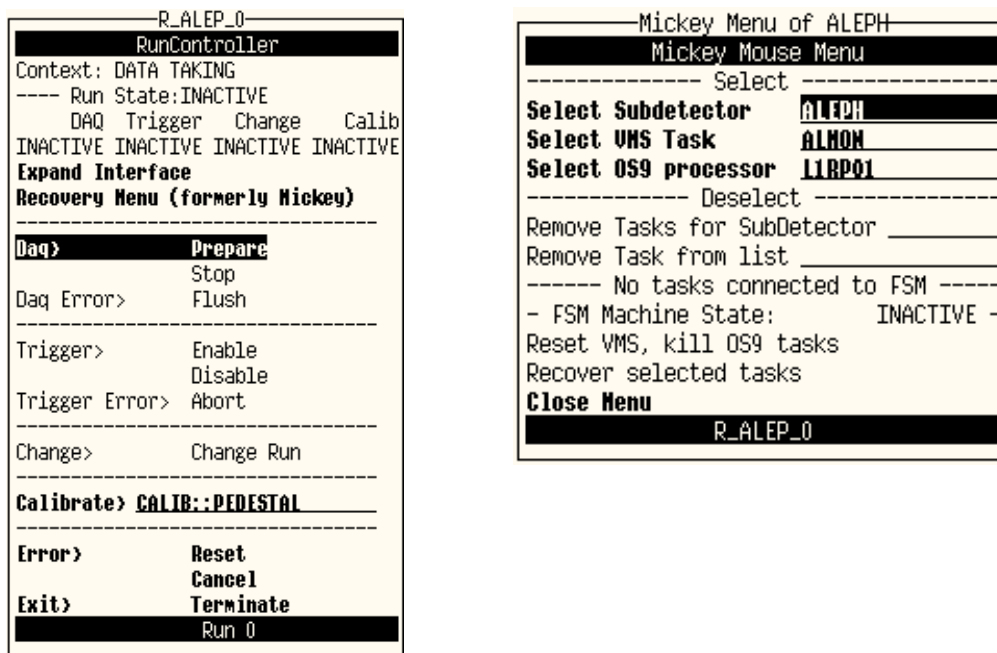 R_ALEP_0
RunController
Context: DATA TAKING
---- Run State:INACTIVE
DAQ Trigger Change Calib
INACTIVE INACTIVE INACTIVE INACTIVE
Expand Interface
Recovery Menu (formerly Mickey)
---------------------------------
Daq> Prepare
Stop
Daq Error> Flush
---------------------------------
Trigger> Enable
Disable
Trigger Error> Abort
---------------------------------
Change> Change Run
---------------------------------
Calibrate> CALIB::PEDESTAL
---------------------------------
Error> Reset
Cancel
Exit> Terminate
Run 0
Mickey Menu of ALEPH
Mickey Mouse Menu
--------------- Select ----------------
Select Subdetector ALEPH
Select VMS Task ALMON
Select OS9 processor L1RP01
-------------- Deselect ---------------
Remove Tasks for SubDetector
Remove Task from list
------ No tasks connected to FSM -----
- FSM Machine State: INACTIVE -
Reset VMS, kill OS9 tasks
Recover selected tasks
Close Menu
R_ALEP_0